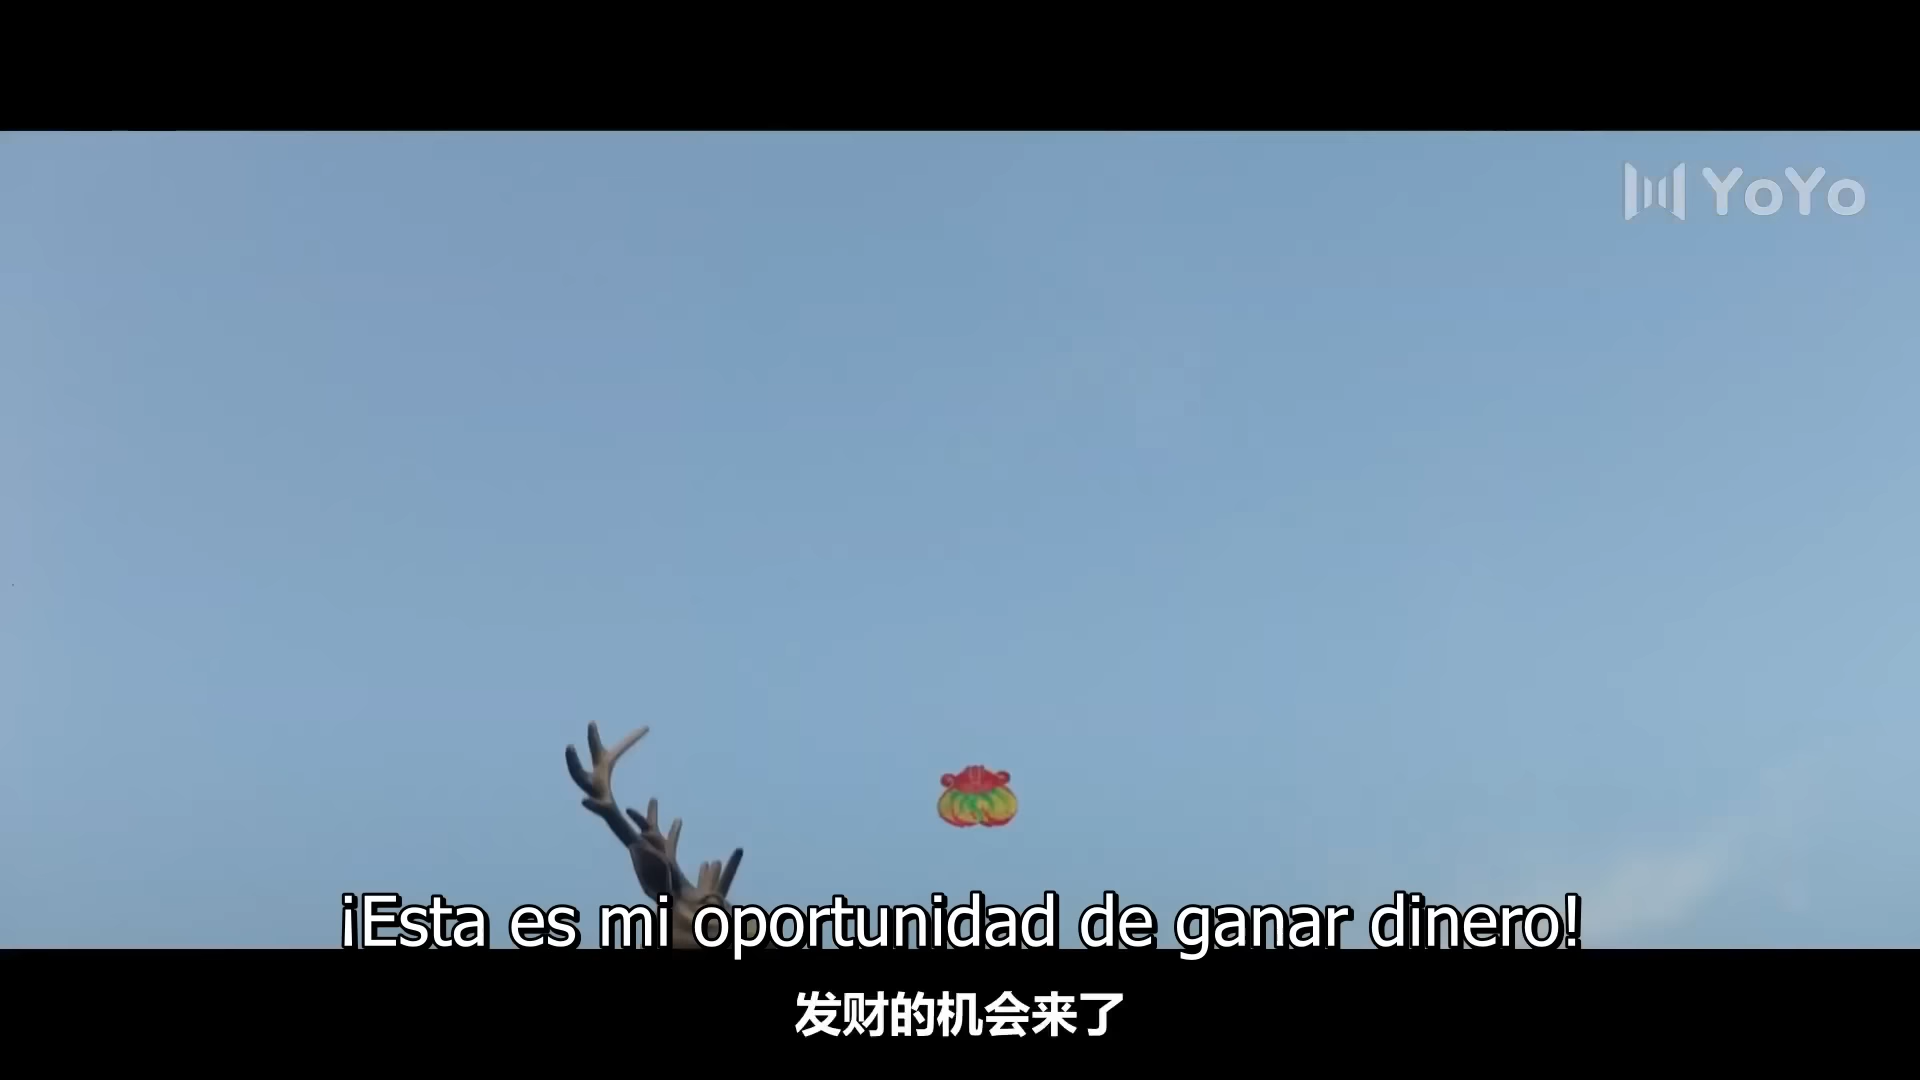 YoYo
¡Esta es mi oportunidad de ganar dinero!
发财的机会来了